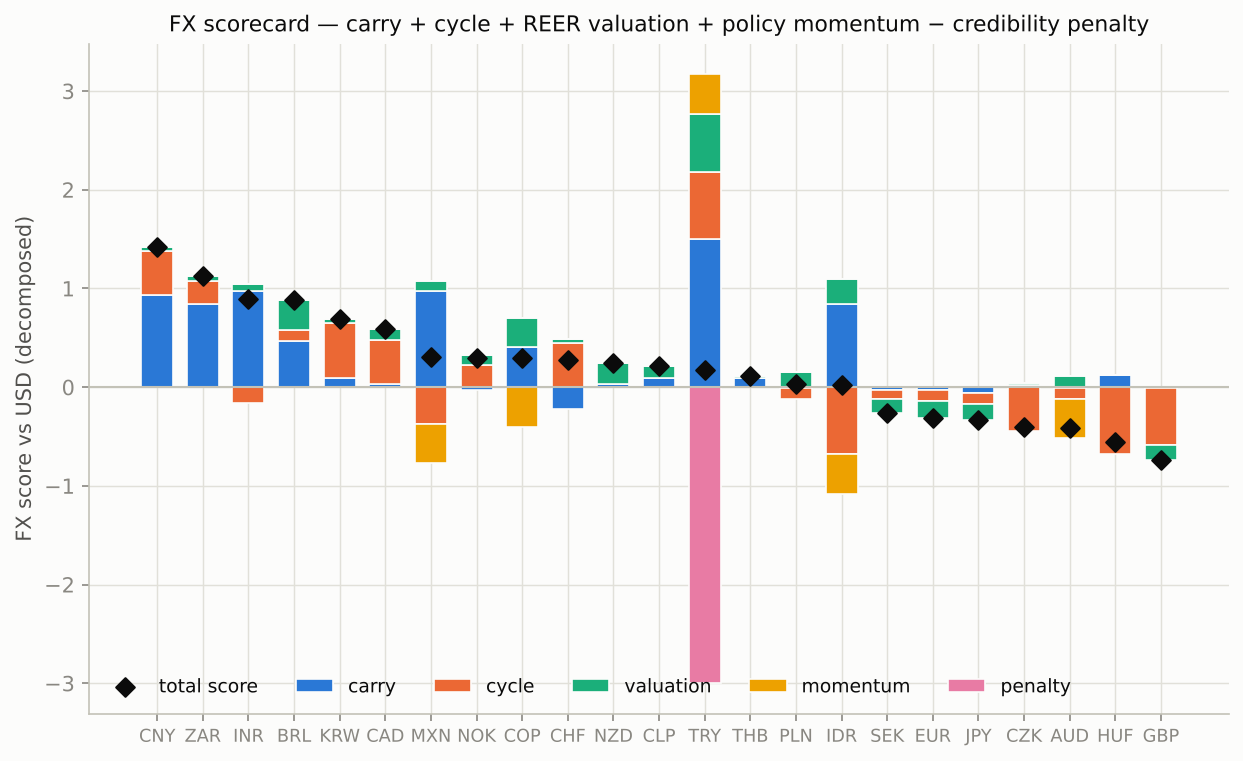 FX scorecard — carry + cycle + REER valuation + policy momentum − credibility penalty
FX score vs USD (decomposed)
3
2
1
0
−1
−2
−3
total score carry cycle valuation momentum penalty
CNY ZAR INR BRL KRW CAD MXN NOK COP CHF NZD CLP TRY THB PLN IDR SEK EUR JPY CZK AUD HUF GBP